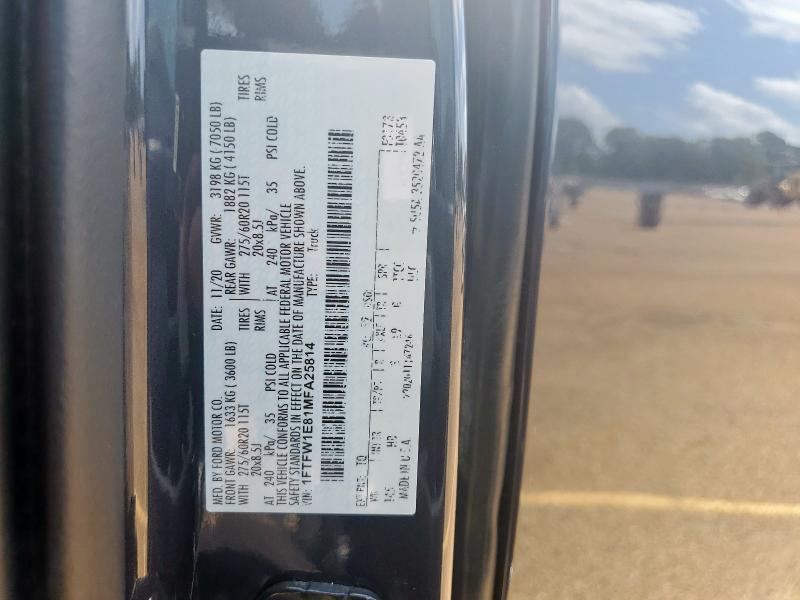 MFD. BY FORD MOTOR CO. DATE: 11/20 GVWR: 3198 KG ( 7050 LB)
FRONT GAWR: 1633 KG ( 3600 LB) REAR GAWR: 1882 KG ( 4150 LB)
WITH 275/60R20 115T TIRES WITH 275/60R20 115T TIRES
20x8.5J RIMS 20x8.5J RIMS
AT 240 kPa/ 35 PSI COLD AT 240 kPa/ 35 PSI COLD
THIS VEHICLE CONFORMS TO ALL APPLICABLE FEDERAL MOTOR VEHICLE
SAFETY STANDARDS IN EFFECT ON THE DATE OF MANUFACTURE SHOWN ABOVE.
VIN: 1FTFW1E81MFA25814 TYPE: Truck
MADE IN U.S.A.